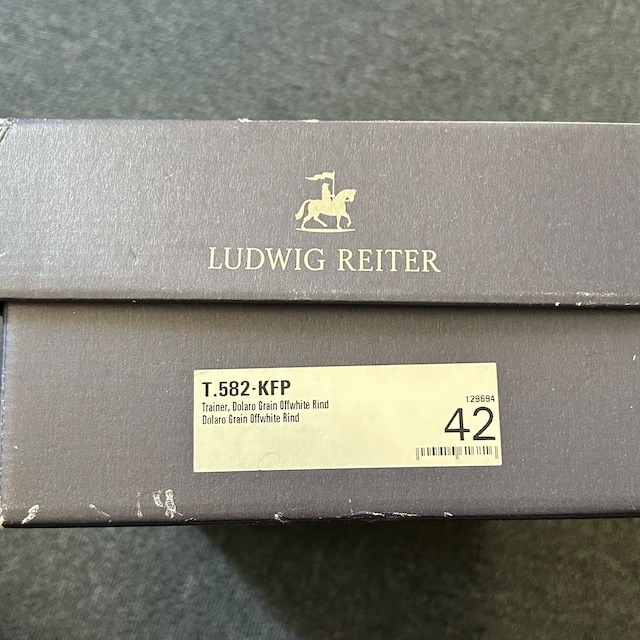 LUDWIG REITER
T.582-KFP
Trainer, Dolaro Grain Offwhite Rind
Dolaro Grain Offwhite Rind
129694
42